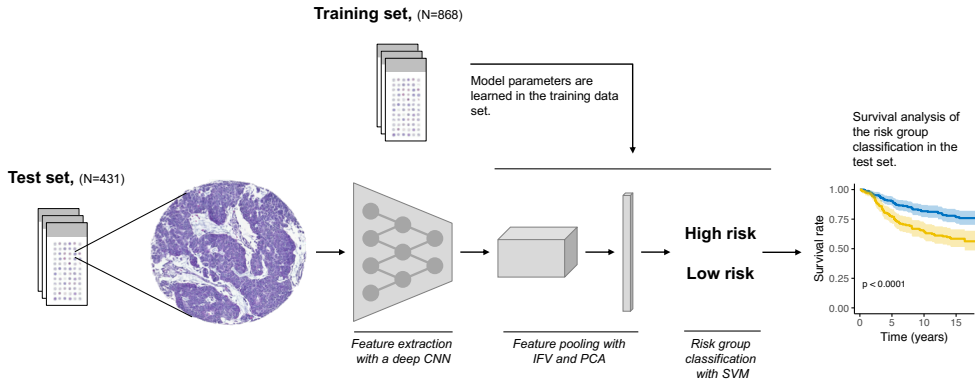 Training set, (N=868)
Model parameters are
learned in the training data
set.
Survival analysis of
the risk group
classification in the
test set.
Test set, (N=431)
High risk
Low risk
Survival rate
1.00
0.75
0.50
0.25
0.00
p < 0.0001
0 5 10 15
Time (years)
Feature extraction
with a deep CNN
Feature pooling with
IFV and PCA
Risk group
classification
with SVM